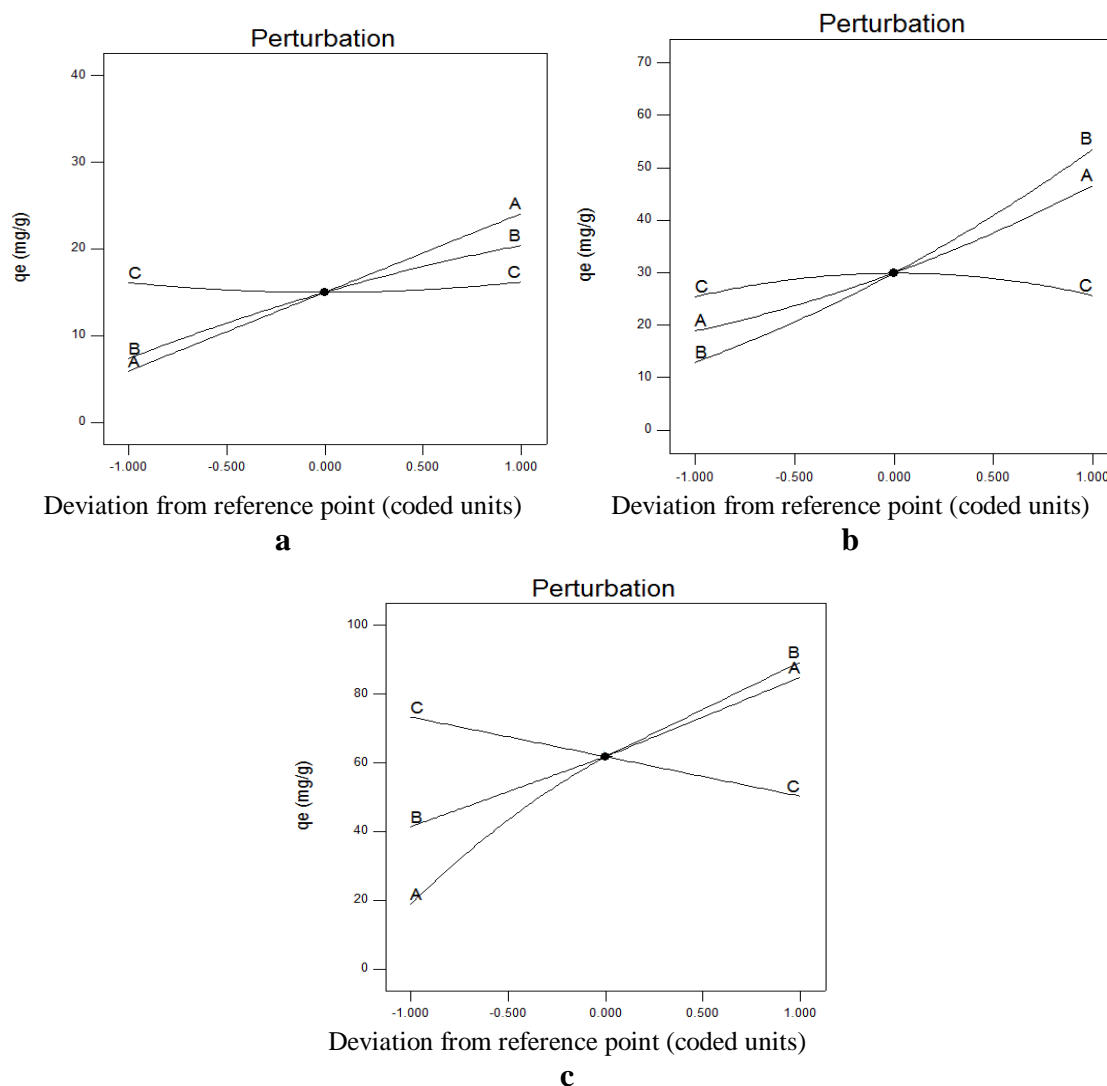 Perturbation
40
30
20
10
0
qe (mg/g)
A
B
C
C
B
A
-1.000 -0.500 0.000 0.500 1.000
Deviation from reference point (coded units)
a
Perturbation
70
60
50
40
30
20
10
0
qe (mg/g)
B
A
C
C
A
B
-1.000 -0.500 0.000 0.500 1.000
Deviation from reference point (coded units)
b
Perturbation
100
80
60
40
20
0
qe (mg/g)
B
A
C
C
B
A
-1.000 -0.500 0.000 0.500 1.000
Deviation from reference point (coded units)
c